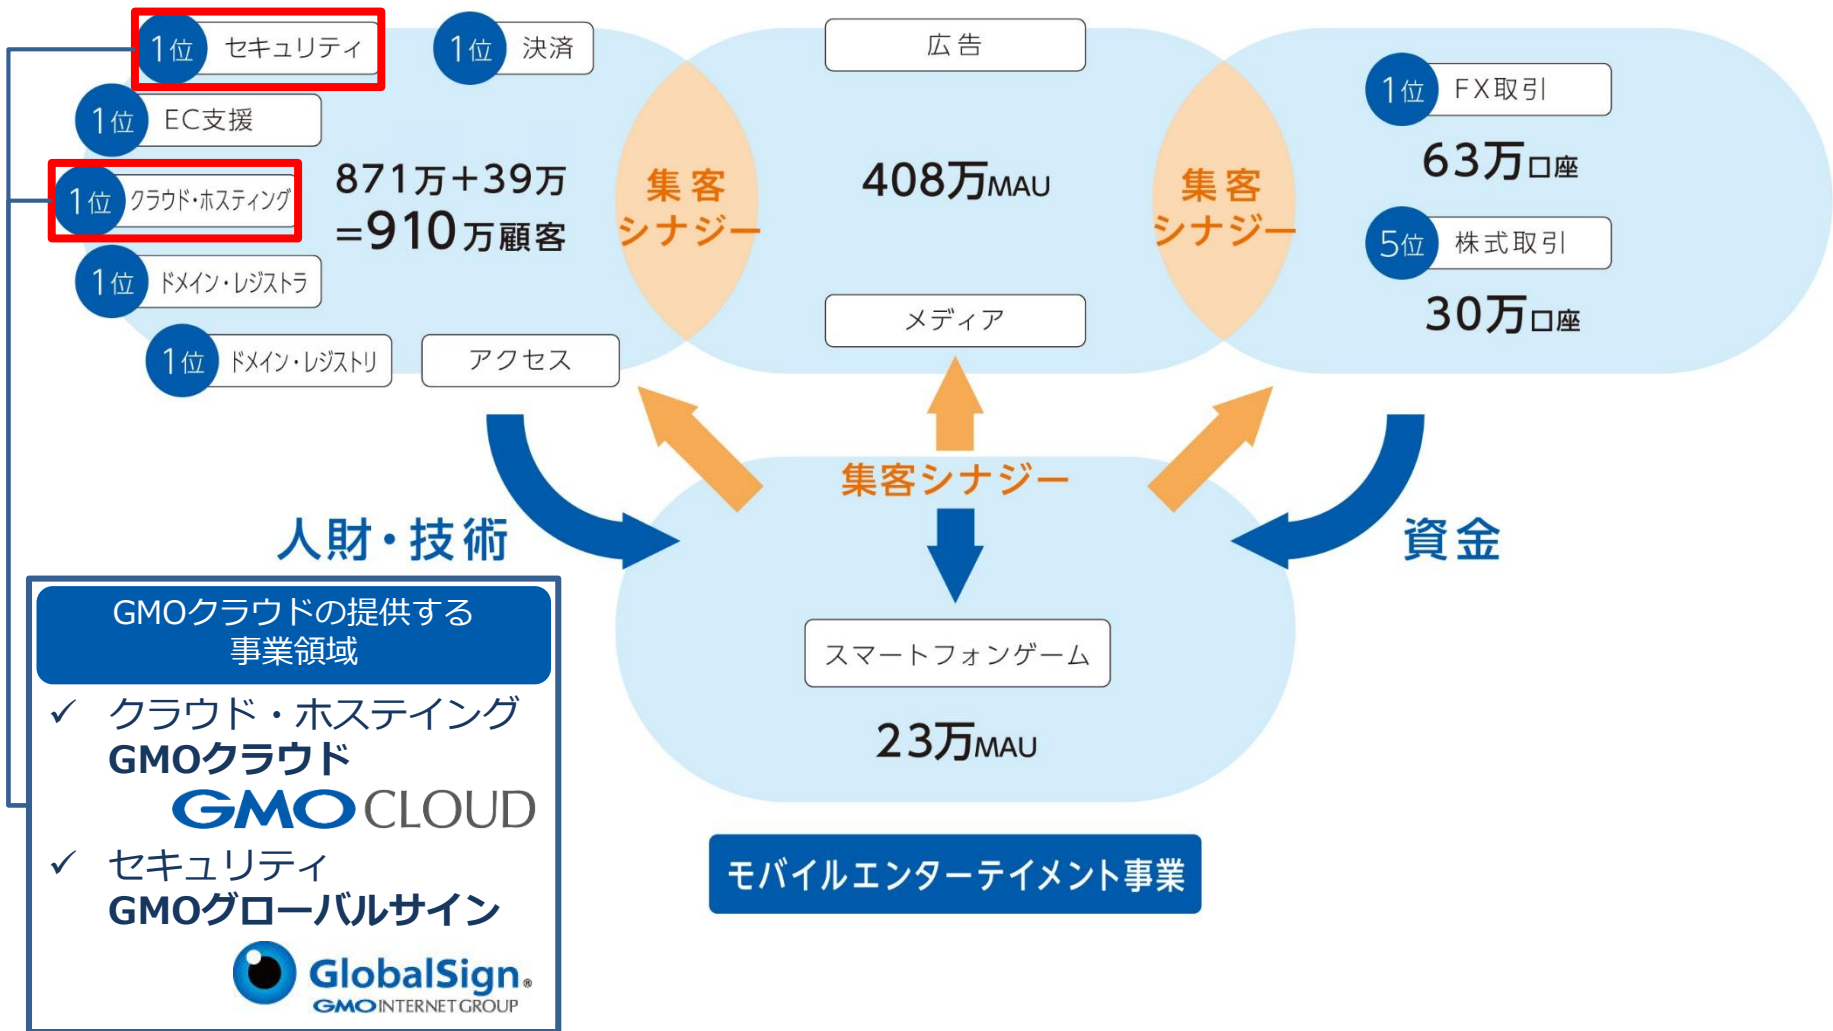 1位 セキュリティ
1位 決済
1位 EC支援
1位 クラウド・ホスティング
1位 ドメイン・レジストラ
1位 ドメイン・レジストリ
アクセス
871万+39万
=910万顧客
集客
シナジー
広告
408万MAU
メディア
集客
シナジー
1位 FX取引
63万口座
5位 株式取引
30万口座
集客シナジー
人財・技術
資金
スマートフォンゲーム
23万MAU
モバイルエンターテイメント事業
GMOクラウドの提供する
事業領域
✓ クラウド・ホステイング
GMOクラウド
GMO CLOUD
✓ セキュリティ
GMOグローバルサイン
GlobalSign®
GMO INTERNET GROUP